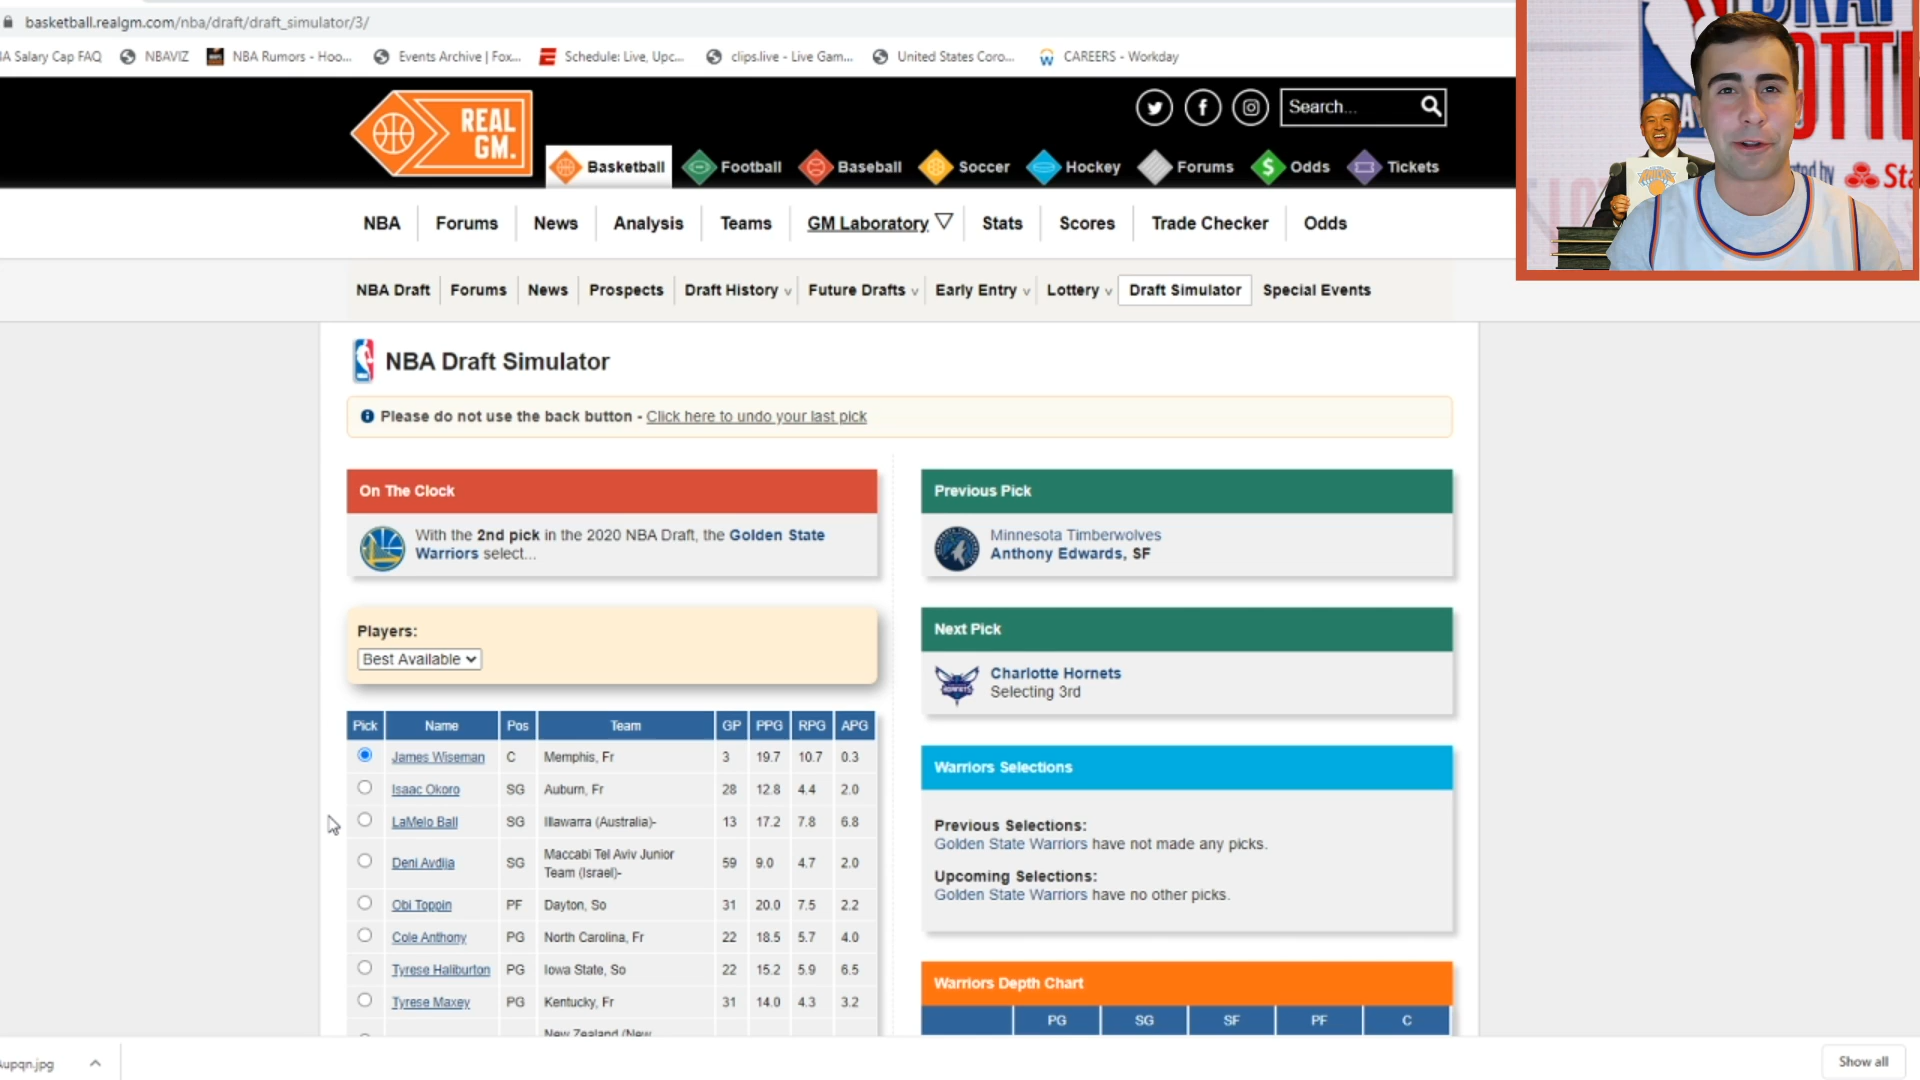 basketball.realgm.com/nba/draft/draft_simulator/3/
A Salary Cap FAQ NBAVIZ NBA Rumors - Hoo... Events Archive | Fox... Schedule: Live, Upc... clips.live - Live Gam... United States Coro... CAREERS - Workday
REAL
GM.
Search...
Basketball Football Baseball Soccer Hockey Forums Odds Tickets
NBA Forums News Analysis Teams GM Laboratory Stats Scores Trade Checker Odds
NBA Draft Forums News Prospects Draft History Future Drafts Early Entry Lottery Draft Simulator Special Events
NBA Draft Simulator
Please do not use the back button - Click here to undo your last pick
On The Clock
With the 2nd pick in the 2020 NBA Draft, the Golden State
Warriors select...
Previous Pick
Minnesota Timberwolves
Anthony Edwards, SF
Players:
Best Available
Next Pick
Charlotte Hornets
Selecting 3rd
Pick Name Pos Team GP PPG RPG APG
James Wiseman C Memphis, Fr 3 19.7 10.7 0.3
Isaac Okoro SG Auburn, Fr 28 12.8 4.4 2.0
LaMelo Ball SG Illawarra (Australia)- 13 17.2 7.8 6.8
Deni Avdija SG Maccabi Tel Aviv Junior 59 9.0 4.7 2.0
Team (Israel)-
Obi Toppin PF Dayton, So 31 20.0 7.5 2.2
Cole Anthony PG North Carolina, Fr 22 18.5 5.7 4.0
Tyrese Haliburton PG Iowa State, So 22 15.2 5.9 6.5
Tyrese Maxey PG Kentucky, Fr 31 14.0 4.3 3.2
New Zealand (New
Warriors Selections
Previous Selections:
Golden State Warriors have not made any picks.
Upcoming Selections:
Golden State Warriors have no other picks.
Warriors Depth Chart
PG SG SF PF C
upqn.jpg
Show all